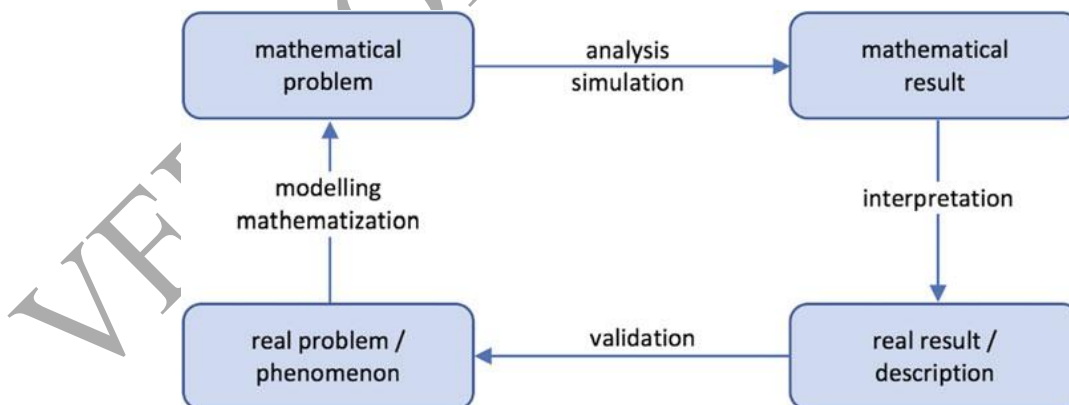 mathematical
problem
analysis
simulation
mathematical
result
modelling
mathematization
interpretation
real problem /
phenomenon
validation
real result /
description